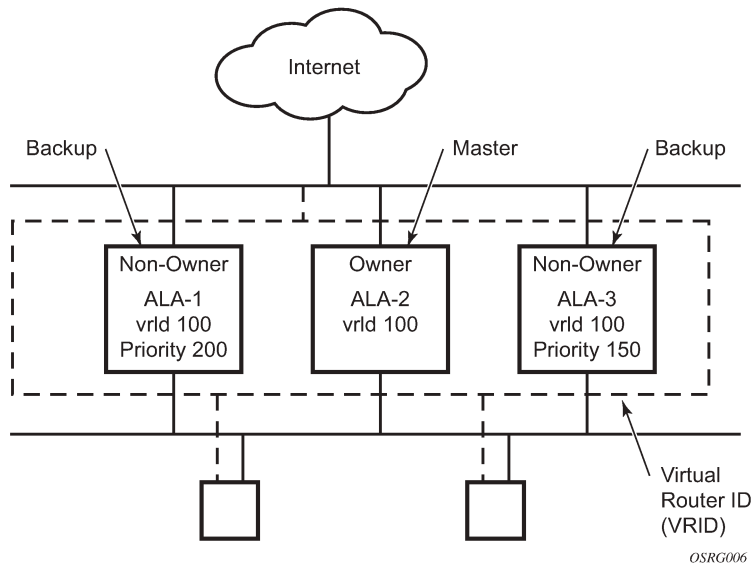 Internet
Backup
Master
Backup
Non-Owner
ALA-1
vrId 100
Priority 200
Owner
ALA-2
vrId 100
Non-Owner
ALA-3
vrId 100
Priority 150
Virtual
Router ID
(VRID)
OSRG006